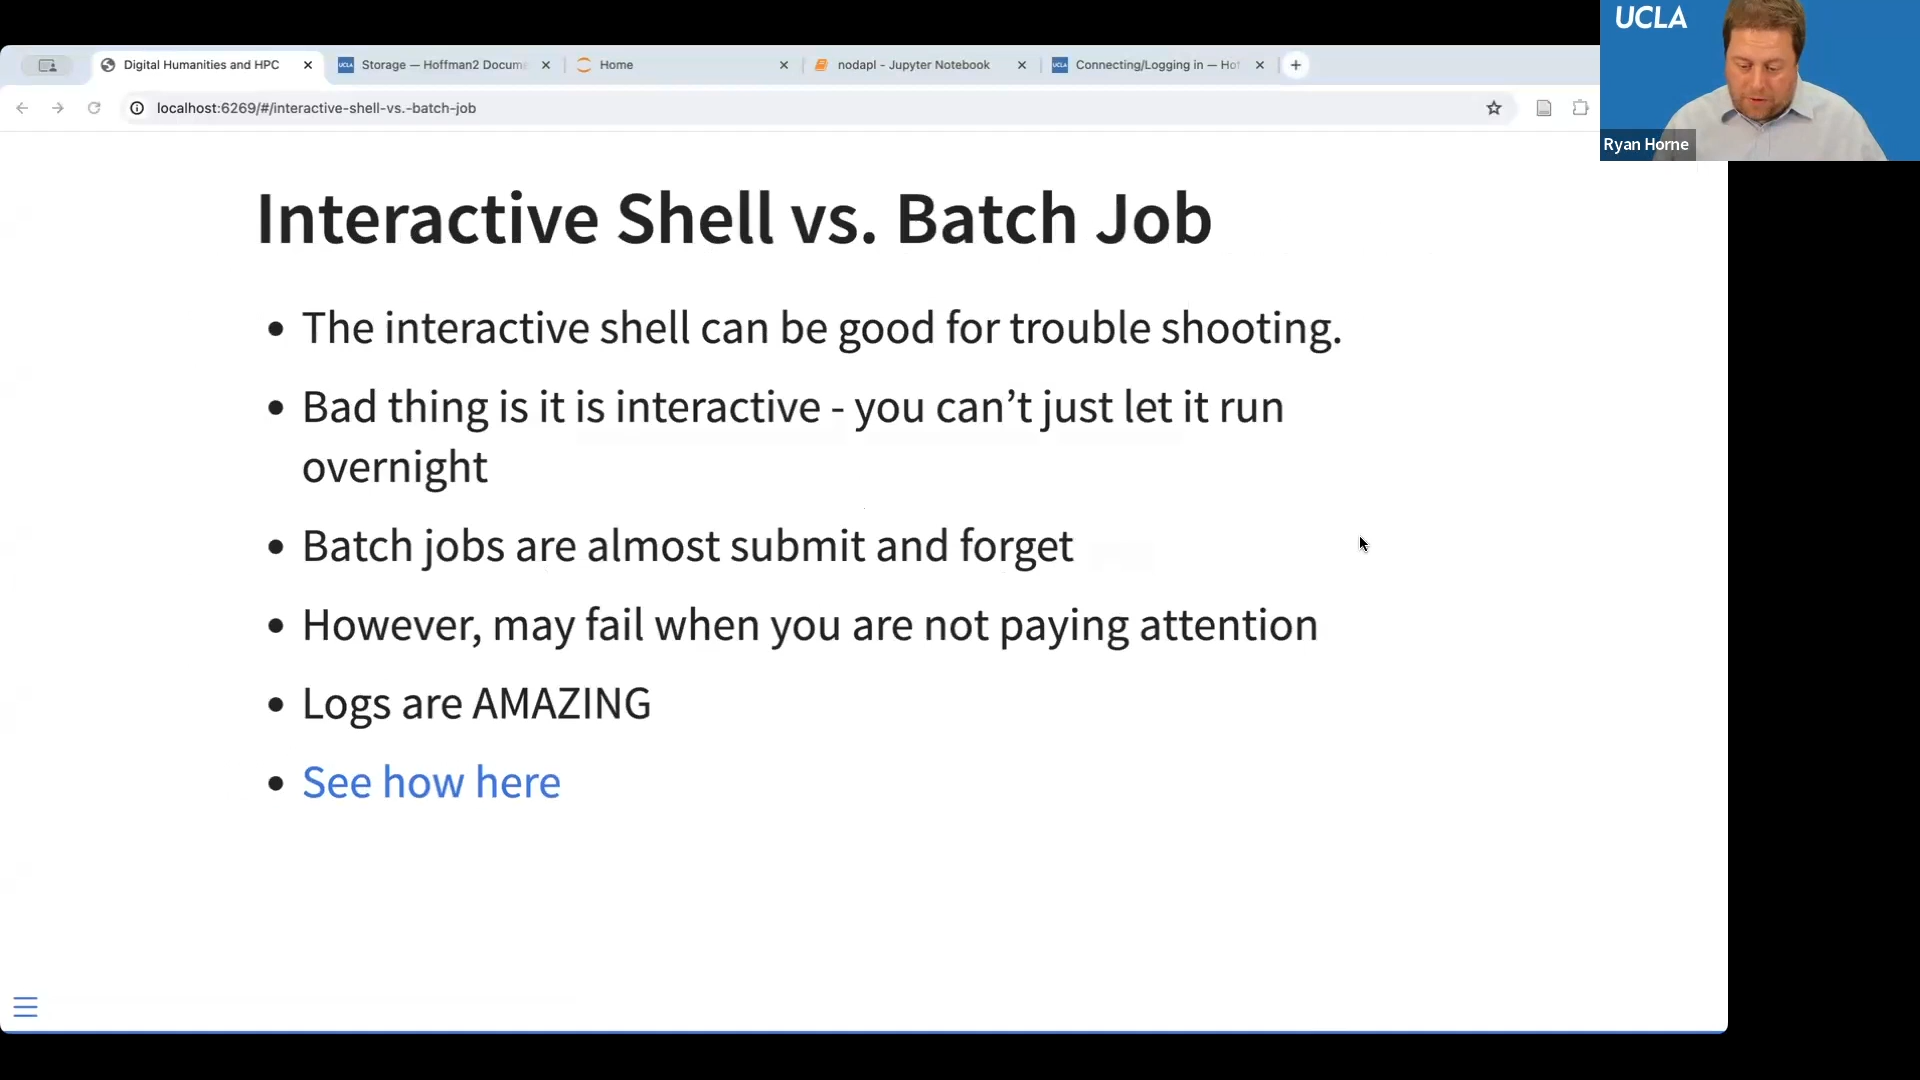 UCLA
Ryan Horne
Digital Humanities and HPC
Storage — Hoffman2 Docum
Home
nodapl - Jupyter Notebook
Connecting/Logging in — Hof
localhost:6269/#/interactive-shell-vs.-batch-job
Interactive Shell vs. Batch Job
• The interactive shell can be good for trouble shooting.
• Bad thing is it is interactive - you can’t just let it run
overnight
• Batch jobs are almost submit and forget
• However, may fail when you are not paying attention
• Logs are AMAZING
• See how here